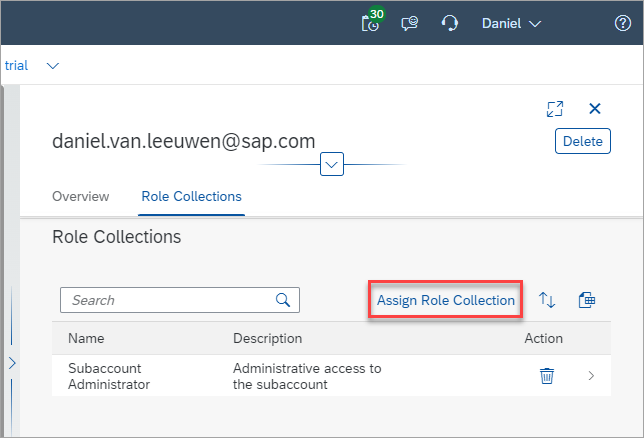 30
Daniel
trial
daniel.van.leeuwen@sap.com
Delete
Overview Role Collections
Role Collections
Search
Assign Role Collection
Name Description Action
Subaccount Administrative access to
Administrator the subaccount